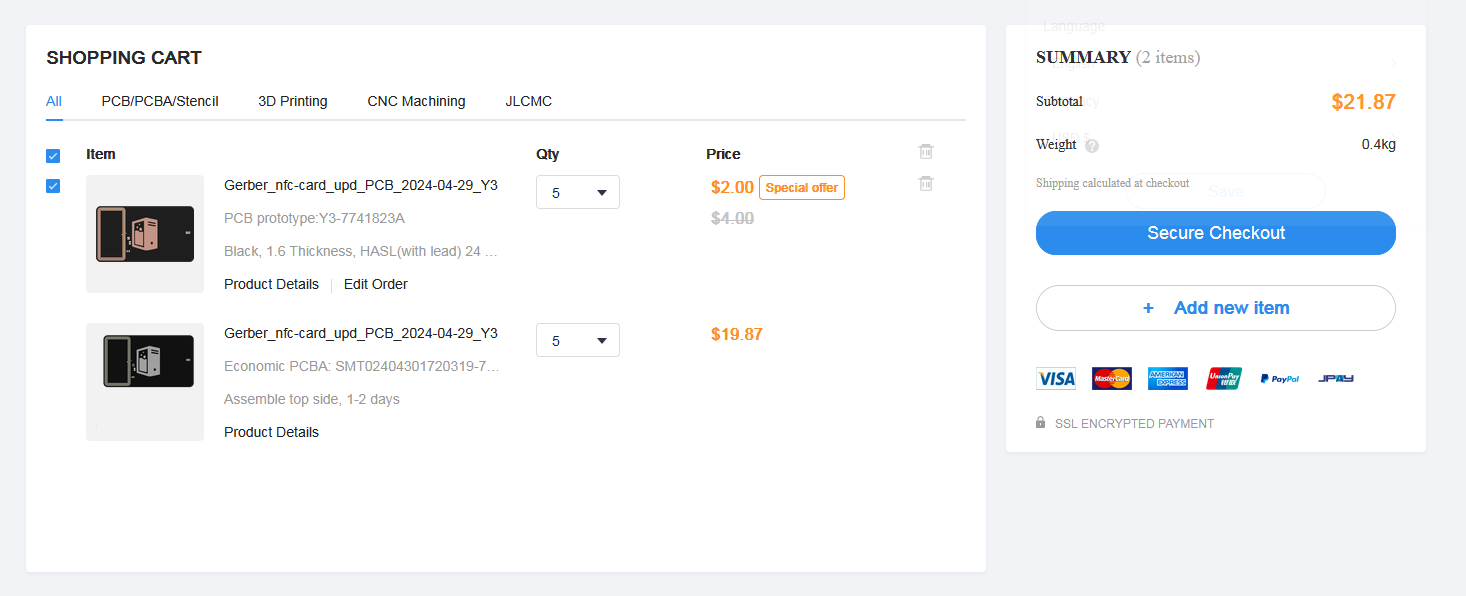 SHOPPING CART
All PCB/PCBA/Stencil 3D Printing CNC Machining JLCMC
Item Qty Price
Gerber_nfc-card_upd_PCB_2024-04-29_Y3 5 $2.00 Special offer
PCB prototype:Y3-7741823A $4.00
Black, 1.6 Thickness, HASL(with lead) 24 ...
Product Details | Edit Order
Gerber_nfc-card_upd_PCB_2024-04-29_Y3 5 $19.87
Economic PCBA: SMT02404301720319-7...
Assemble top side, 1-2 days
Product Details
Language
SUMMARY (2 items)
Subtotal $21.87
Weight ? 0.4kg
Shipping calculated at checkout
Save
Secure Checkout
+ Add new item
VISA MasterCard AMERICAN EXPRESS UnionPay 银联 PayPal JPAY
SSL ENCRYPTED PAYMENT